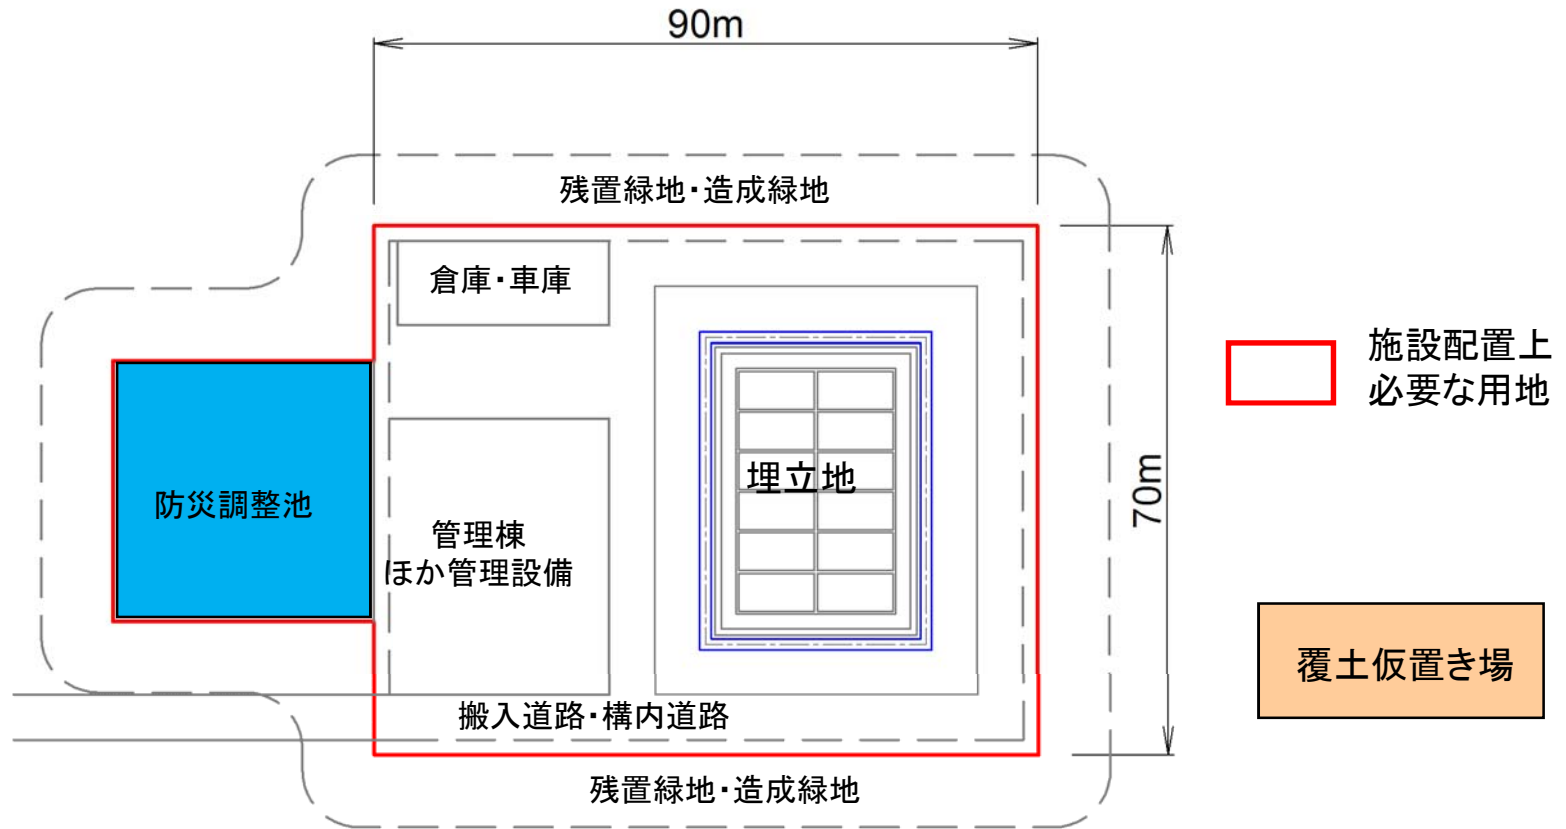 90m
残置緑地・造成緑地
倉庫・車庫
施設配置上
必要な用地
埋立地
防災調整池
70m
管理棟
ほか管理設備
覆土仮置き場
搬入道路・構内道路
残置緑地・造成緑地